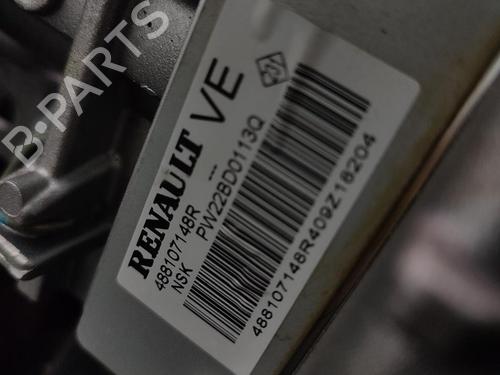 B-PARTS
RENAULT VE
488107148R ---
NSK PW22BD0113Q
488107148R409Z16204